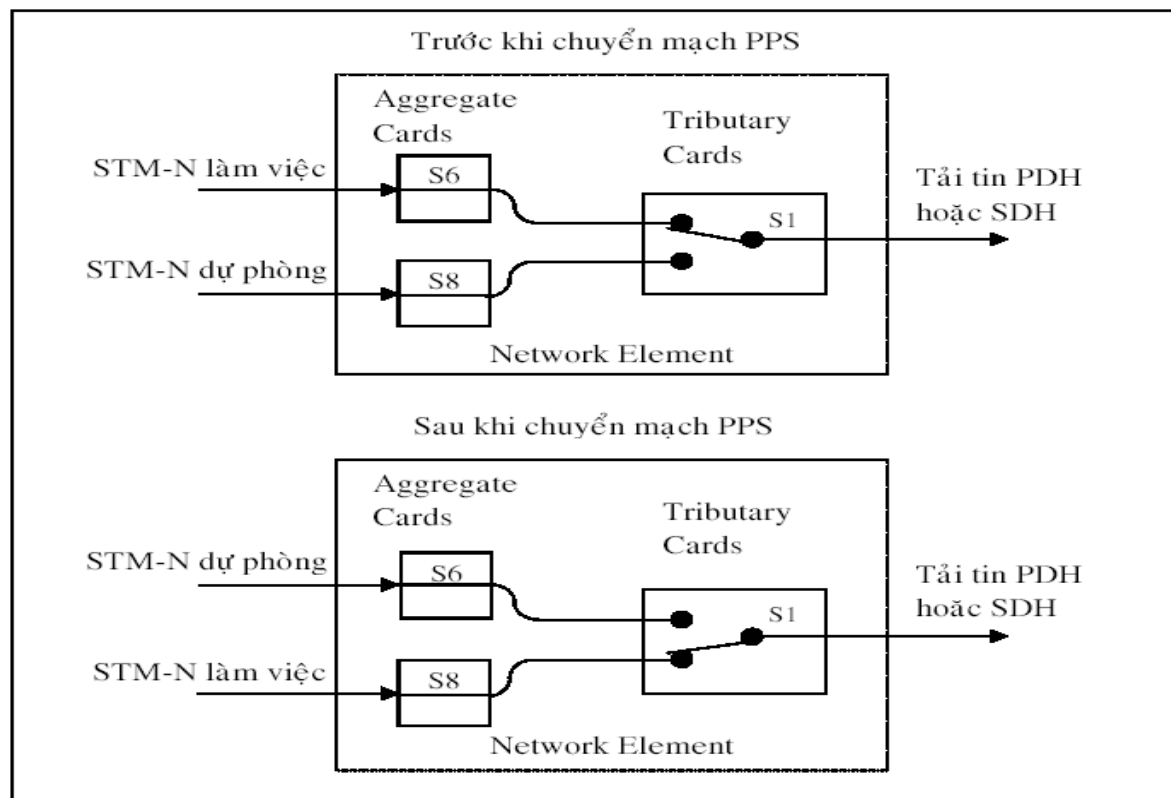 Trước khi chuyển mạch PPS
Aggregate
Cards
Tributary
Cards
STM-N làm việc
S6
Tải tin PDH
hoặc SDH
S1
STM-N dự phòng
S8
Network Element
Sau khi chuyển mạch PPS
Aggregate
Cards
Tributary
Cards
STM-N dự phòng
S6
Tải tin PDH
hoặc SDH
S1
STM-N làm việc
S8
Network Element